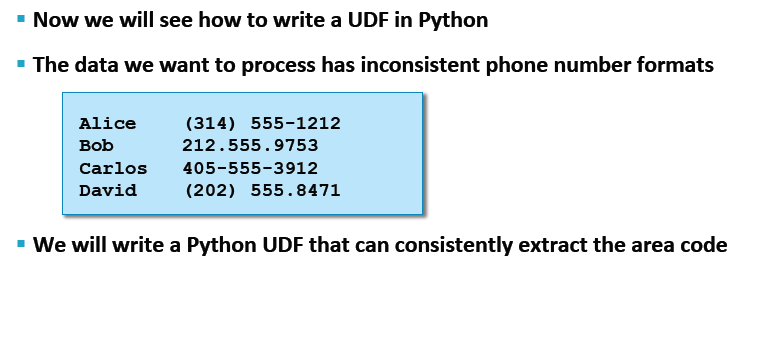 Now we will see how to write a UDF in Python
The data we want to process has inconsistent phone number formats
Alice (314) 555-1212
Bob 212.555.9753
Carlos 405-555-3912
David (202) 555.8471
We will write a Python UDF that can consistently extract the area code